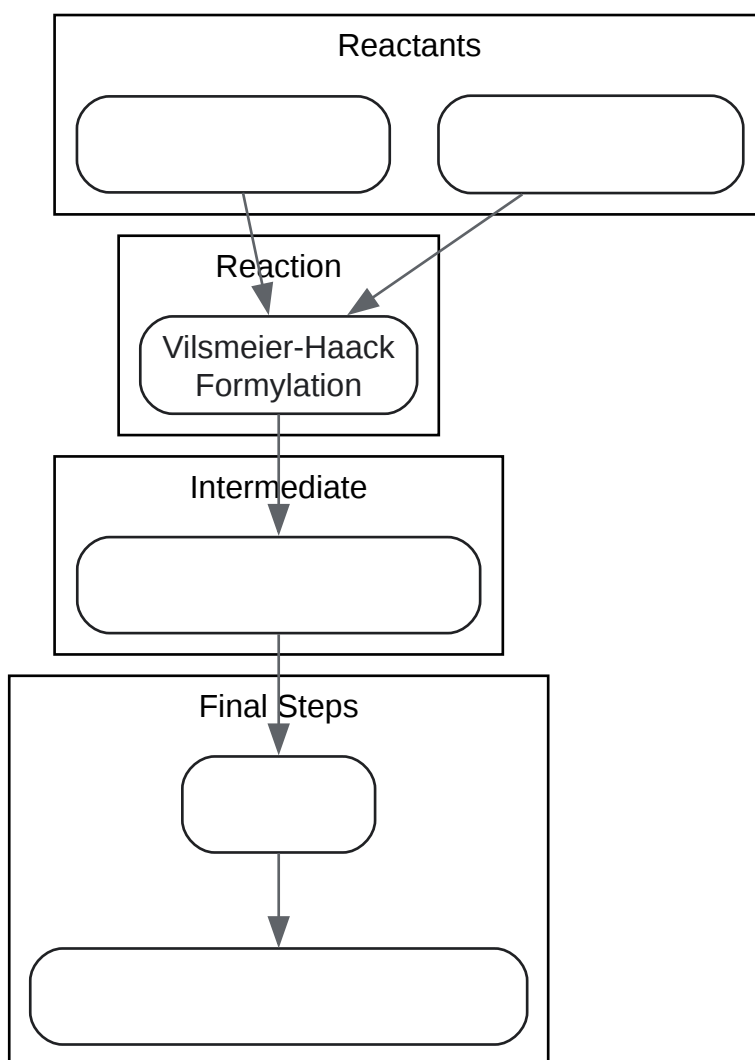 Reactants
Reaction
Vilsmeier-Haack
Formylation
Intermediate
Final Steps